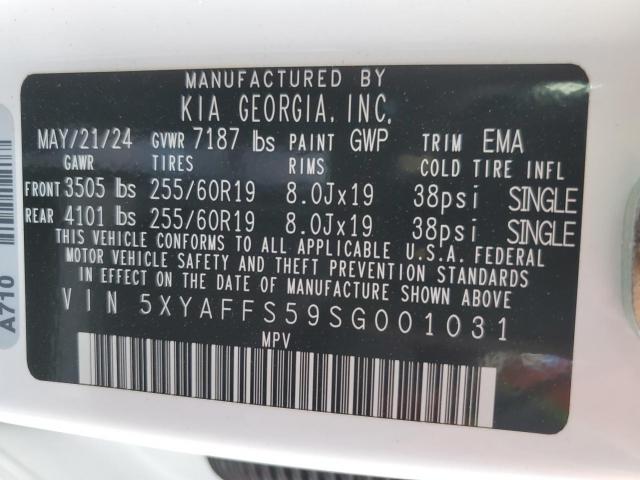 MANUFACTURED BY
KIA GEORGIA, INC.
MAY/21/24 GVWR 7187 lbs PAINT GWP TRIM EMA
GAWR TIRES RIMS COLD TIRE INFL
FRONT 3505 lbs 255/60R19 8.0Jx19 38psi SINGLE
REAR 4101 lbs 255/60R19 8.0Jx19 38psi SINGLE
THIS VEHICLE CONFORMS TO ALL APPLICABLE U.S.A. FEDERAL
MOTOR VEHICLE SAFETY AND THEFT PREVENTION STANDARDS
IN EFFECT ON THE DATE OF MANUFACTURE SHOWN ABOVE
VIN 5XYAFFS59SG001031
MPV
A710